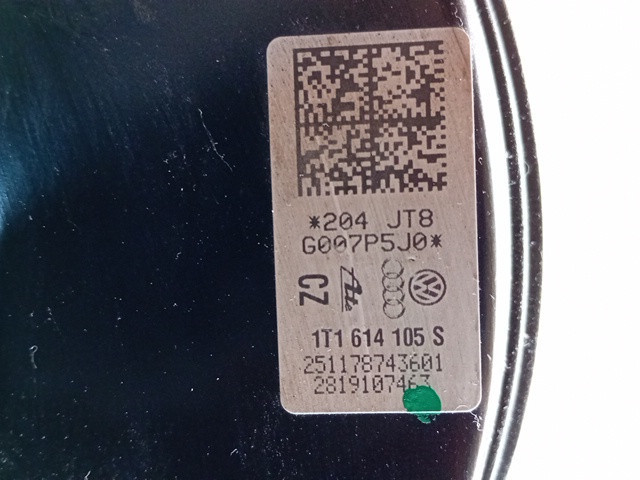 *204 JT8
G007P5J0*
CZ
Ate
1T1 614 105 S
251178743601
2819107463